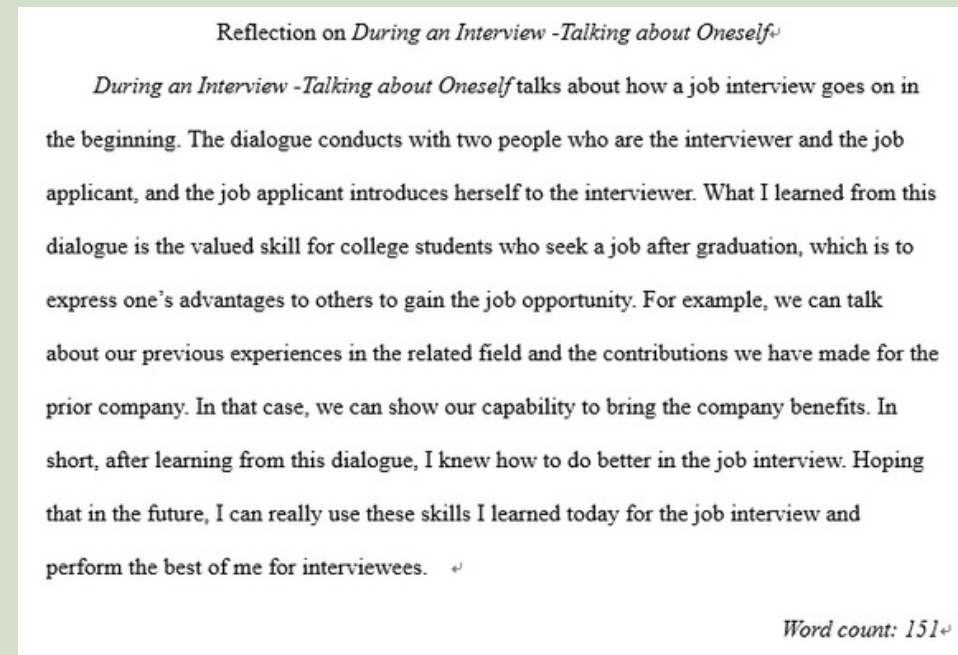 Reflection on During an Interview -Talking about Oneself
During an Interview -Talking about Oneself talks about how a job interview goes on in
the beginning. The dialogue conducts with two people who are the interviewer and the job
applicant, and the job applicant introduces herself to the interviewer. What I learned from this
dialogue is the valued skill for college students who seek a job after graduation, which is to
express one’s advantages to others to gain the job opportunity. For example, we can talk
about our previous experiences in the related field and the contributions we have made for the
prior company. In that case, we can show our capability to bring the company benefits. In
short, after learning from this dialogue, I knew how to do better in the job interview. Hoping
that in the future, I can really use these skills I learned today for the job interview and
perform the best of me for interviewees.
Word count: 151